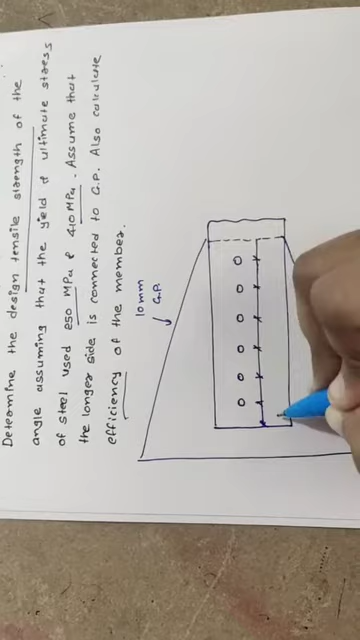 Determine the design tensile strength of the
angle assuming that the yield & ultimate stress
of steel used 250 MPa & 410 MPa. Assume that
the longer side is connected to G.P. Also calculate
efficiency of the member.
10mm
G.P.